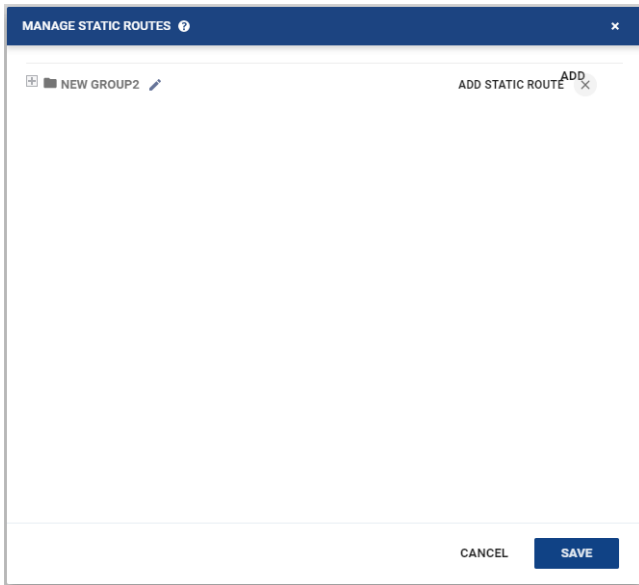 MANAGE STATIC ROUTES
NEW GROUP2 ADD STATIC ROUTE ADD
CANCEL SAVE